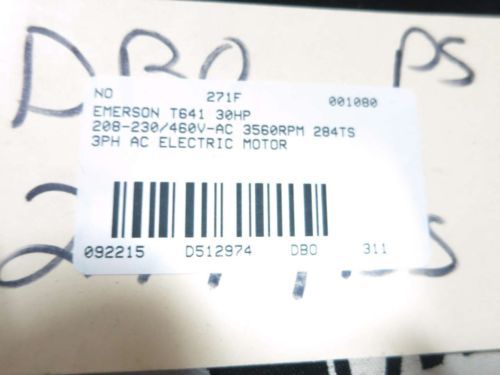 DBO PS
NO 271F 001080
EMERSON T641 30HP
208-230/460V-AC 3560RPM 284TS
3PH AC ELECTRIC MOTOR
092215 D512974 DBO 311